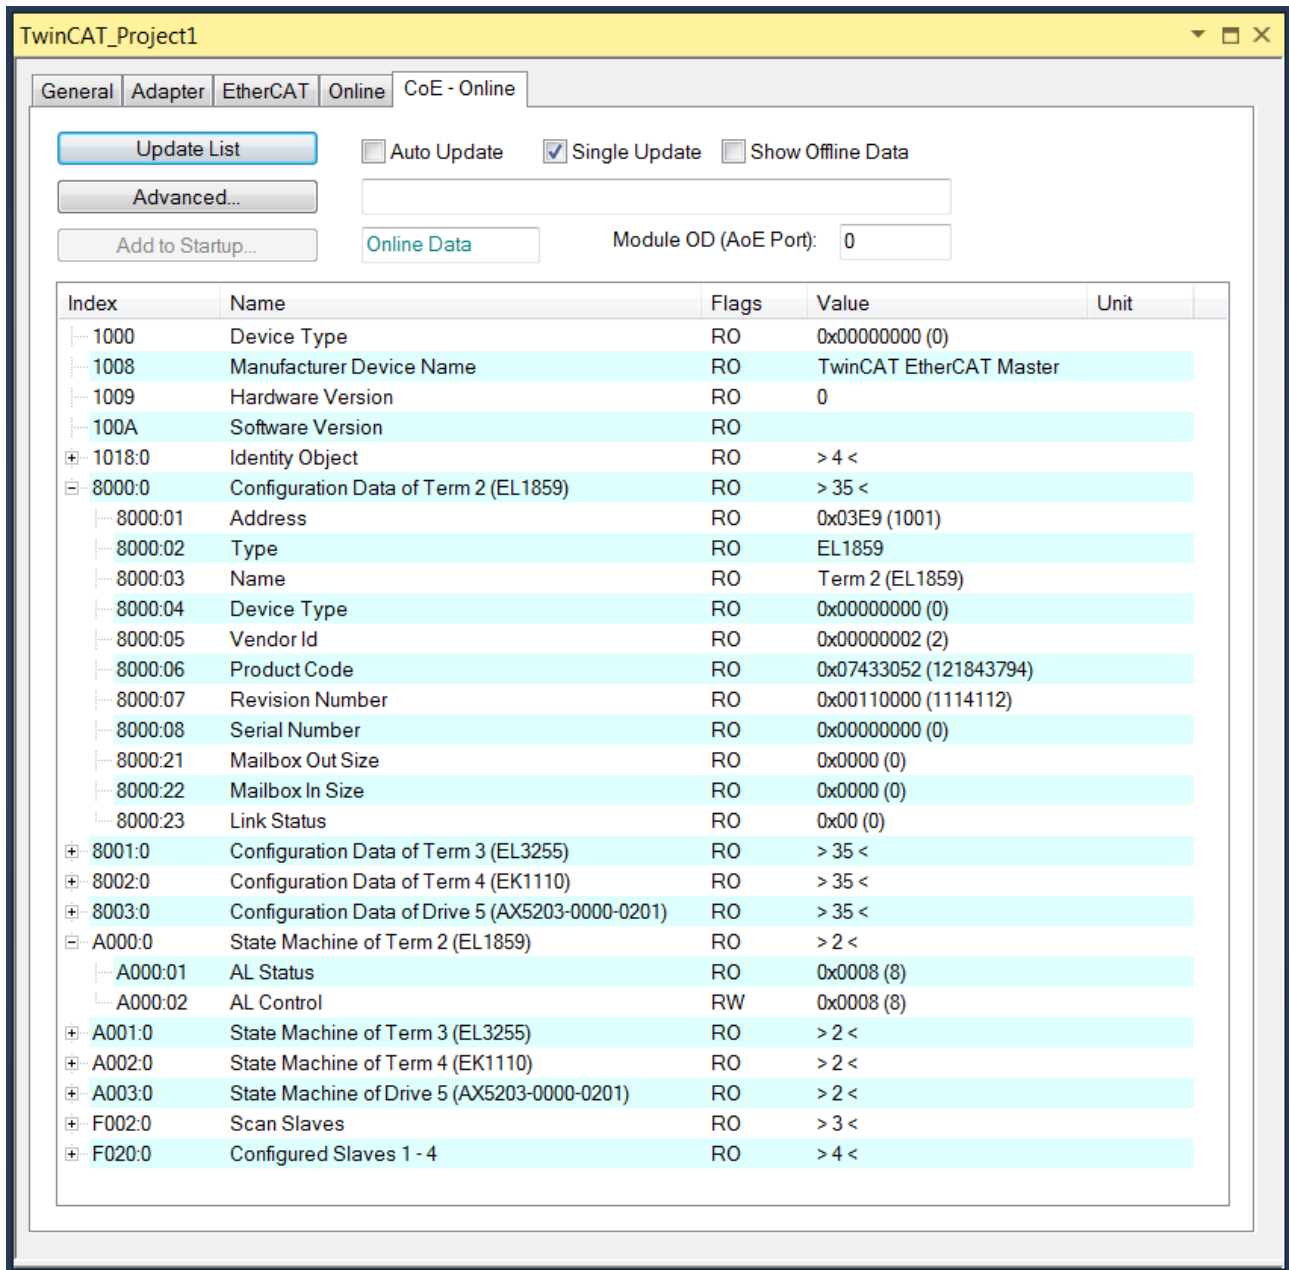 TwinCAT_Project1
General Adapter EtherCAT Online CoE - Online
Update List Auto Update Single Update Show Offline Data
Advanced...
Add to Startup... Online Data Module OD (AoE Port): 0
Index Name Flags Value Unit
1000 Device Type RO 0x00000000 (0)
1008 Manufacturer Device Name RO TwinCAT EtherCAT Master
1009 Hardware Version RO 0
100A Software Version RO
1018:0 Identity Object RO > 4 <
8000:0 Configuration Data of Term 2 (EL1859) RO > 35 <
8000:01 Address RO 0x03E9 (1001)
8000:02 Type RO EL1859
8000:03 Name RO Term 2 (EL1859)
8000:04 Device Type RO 0x00000000 (0)
8000:05 Vendor Id RO 0x00000002 (2)
8000:06 Product Code RO 0x07433052 (121843794)
8000:07 Revision Number RO 0x00110000 (1114112)
8000:08 Serial Number RO 0x00000000 (0)
8000:21 Mailbox Out Size RO 0x0000 (0)
8000:22 Mailbox In Size RO 0x0000 (0)
8000:23 Link Status RO 0x00 (0)
8001:0 Configuration Data of Term 3 (EL3255) RO > 35 <
8002:0 Configuration Data of Term 4 (EK1110) RO > 35 <
8003:0 Configuration Data of Drive 5 (AX5203-0000-0201) RO > 35 <
A000:0 State Machine of Term 2 (EL1859) RO > 2 <
A000:01 AL Status RO 0x0008 (8)
A000:02 AL Control RW 0x0008 (8)
A001:0 State Machine of Term 3 (EL3255) RO > 2 <
A002:0 State Machine of Term 4 (EK1110) RO > 2 <
A003:0 State Machine of Drive 5 (AX5203-0000-0201) RO > 2 <
F002:0 Scan Slaves RO > 3 <
F020:0 Configured Slaves 1 - 4 RO > 4 <